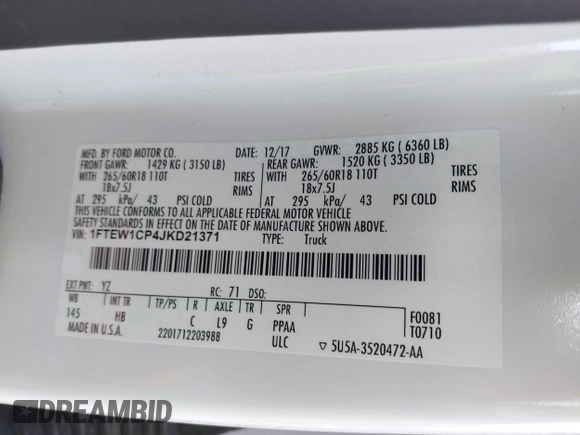 MFD. BY FORD MOTOR CO. DATE: 12/17 GVWR: 2885 KG ( 6360 LB)
FRONT GAWR: 1429 KG ( 3150 LB) REAR GAWR: 1520 KG ( 3350 LB)
WITH 265/60R18 110T TIRES WITH 265/60R18 110T TIRES
18x7.5J RIMS 18x7.5J RIMS
AT 295 kPa/ 43 PSI COLD AT 295 kPa/ 43 PSI COLD
THIS VEHICLE CONFORMS TO ALL APPLICABLE FEDERAL MOTOR VEHICLE
SAFETY STANDARDS IN EFFECT ON THE DATE OF MANUFACTURE SHOWN ABOVE.
VIN: 1FTEW1CP4JKD21371 TYPE: Truck
EXT PNT: YZ RC: 71 DSO:
WB INT TR TP/PS R AXLE TR SPR F0081
145 HB C L9 G PPAA T0710
MADE IN U.S.A. 2201712203988 ULC 5U5A-3520472-AA
DREAMBID